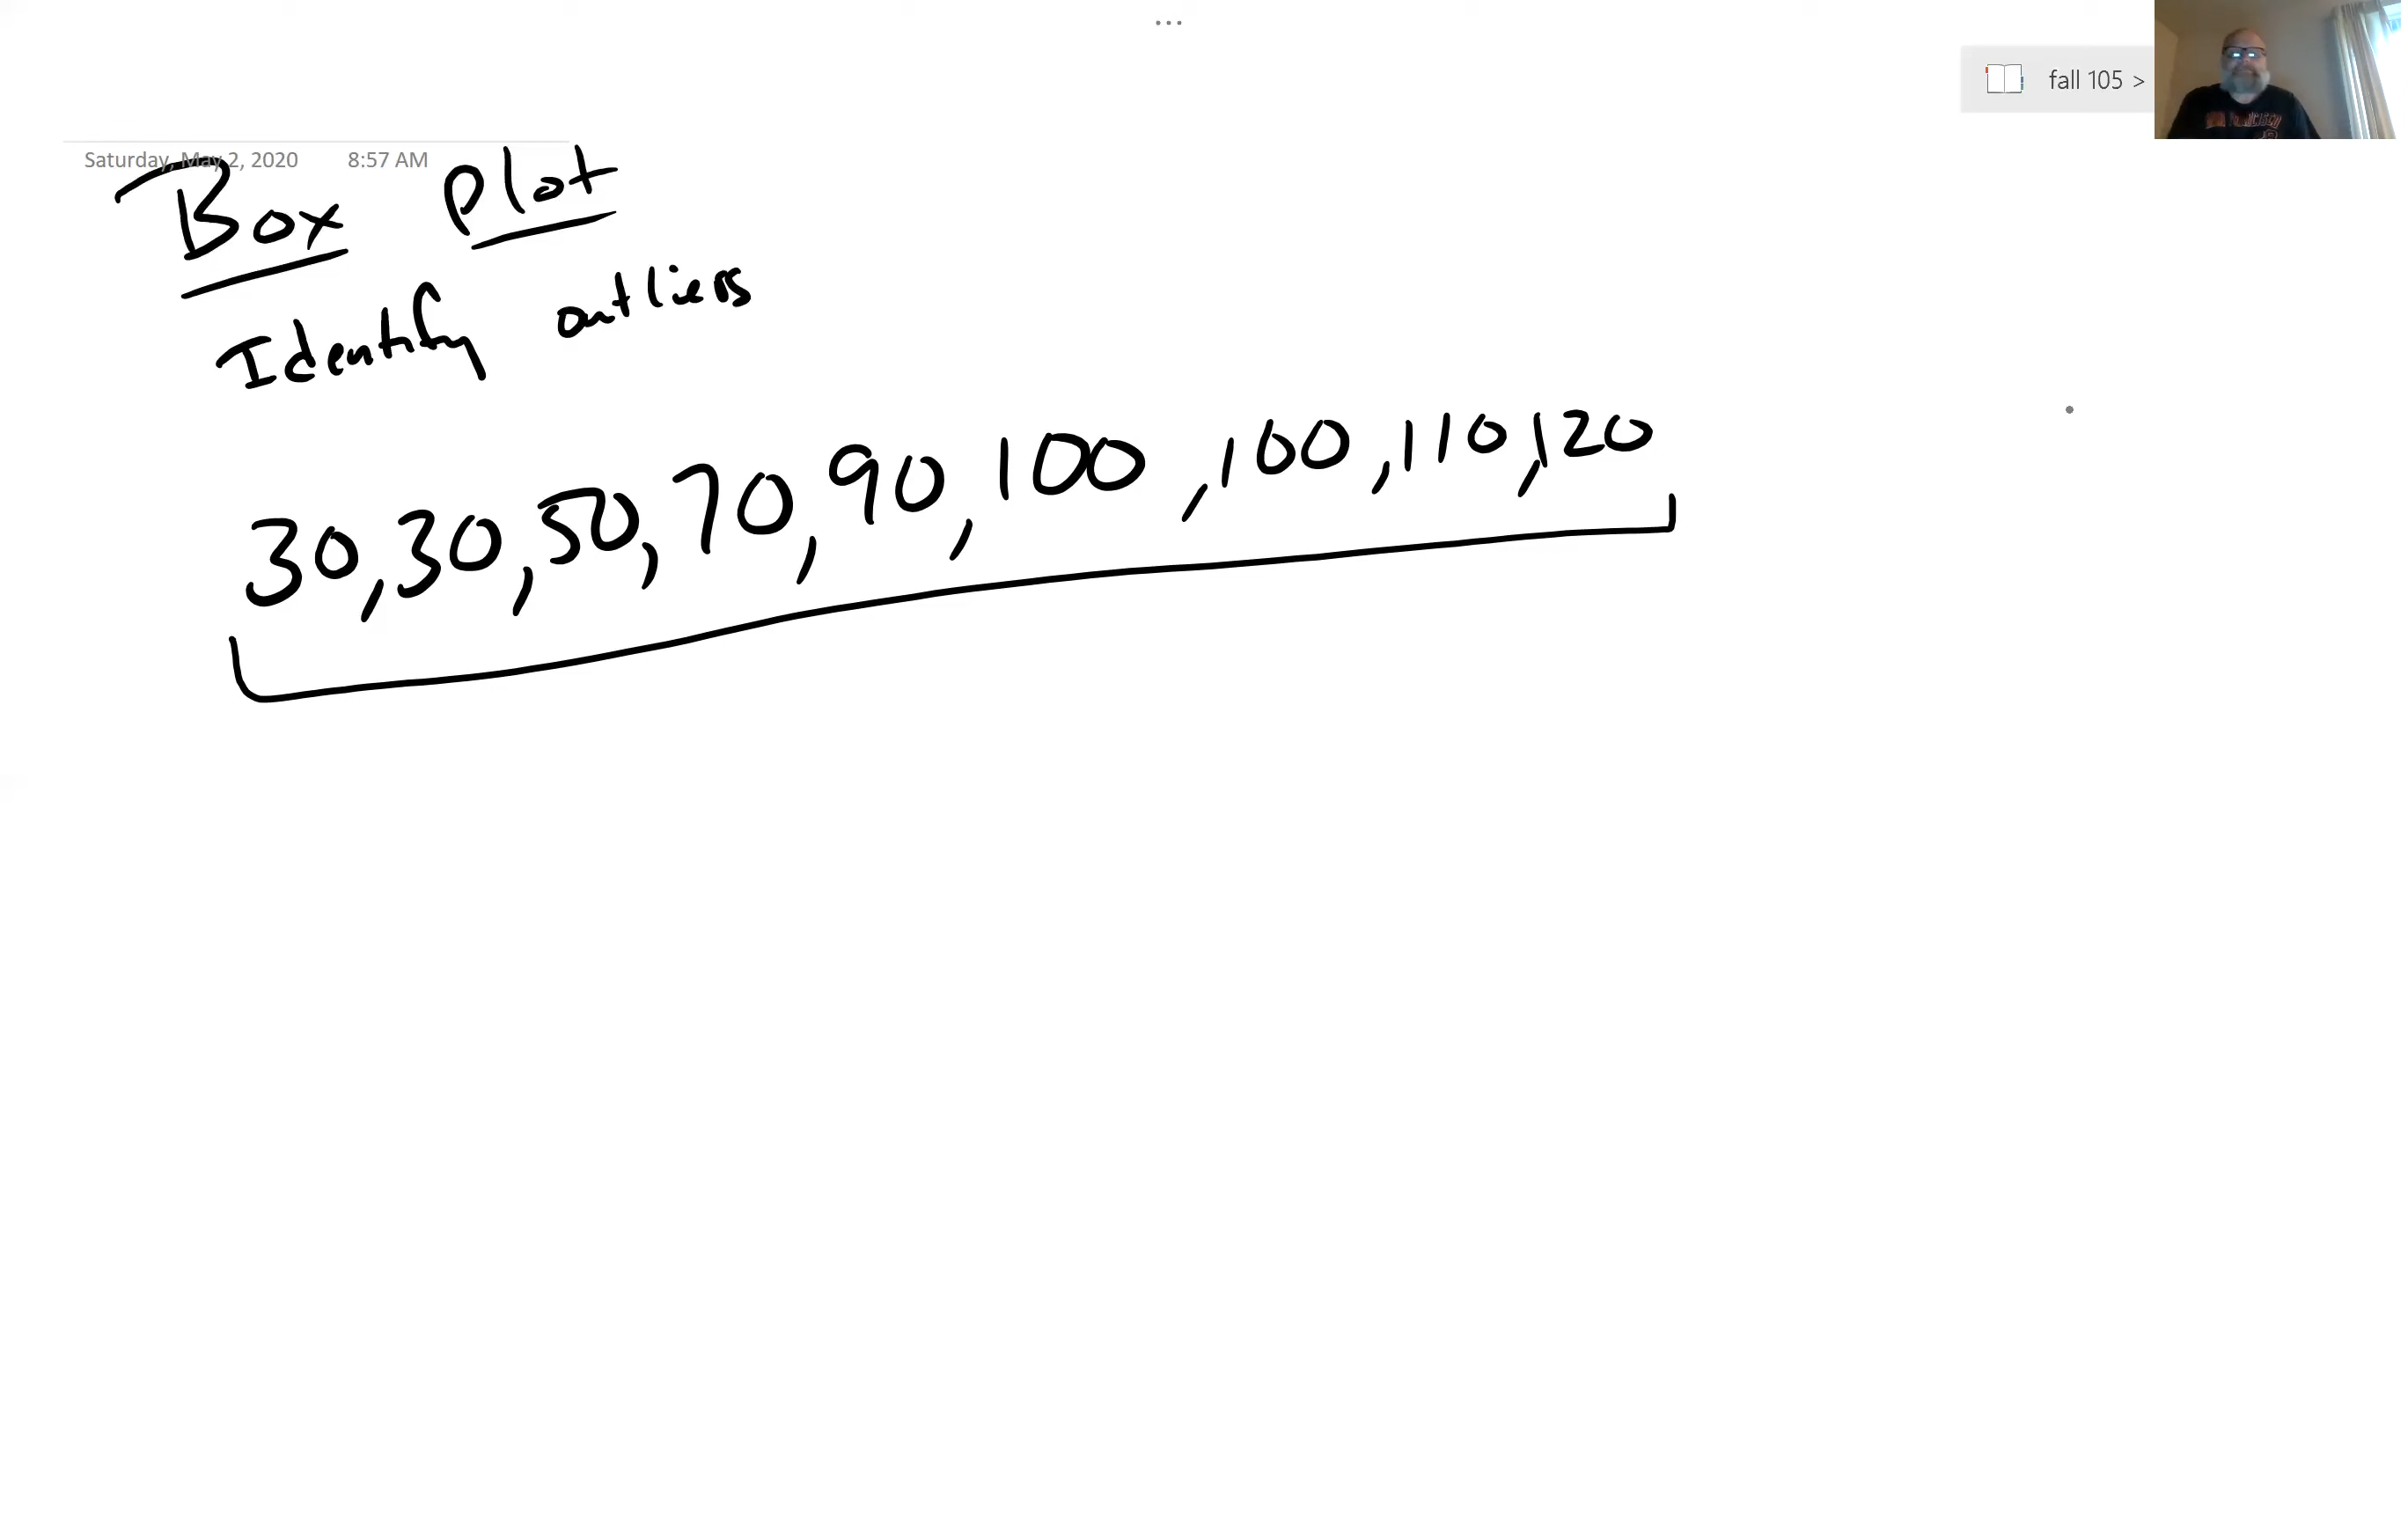 fall 105 >
Saturday, May 2, 2020 8:57 AM
Box Plot
Identify outliers
30,30,50,70,90,100,100,110,120